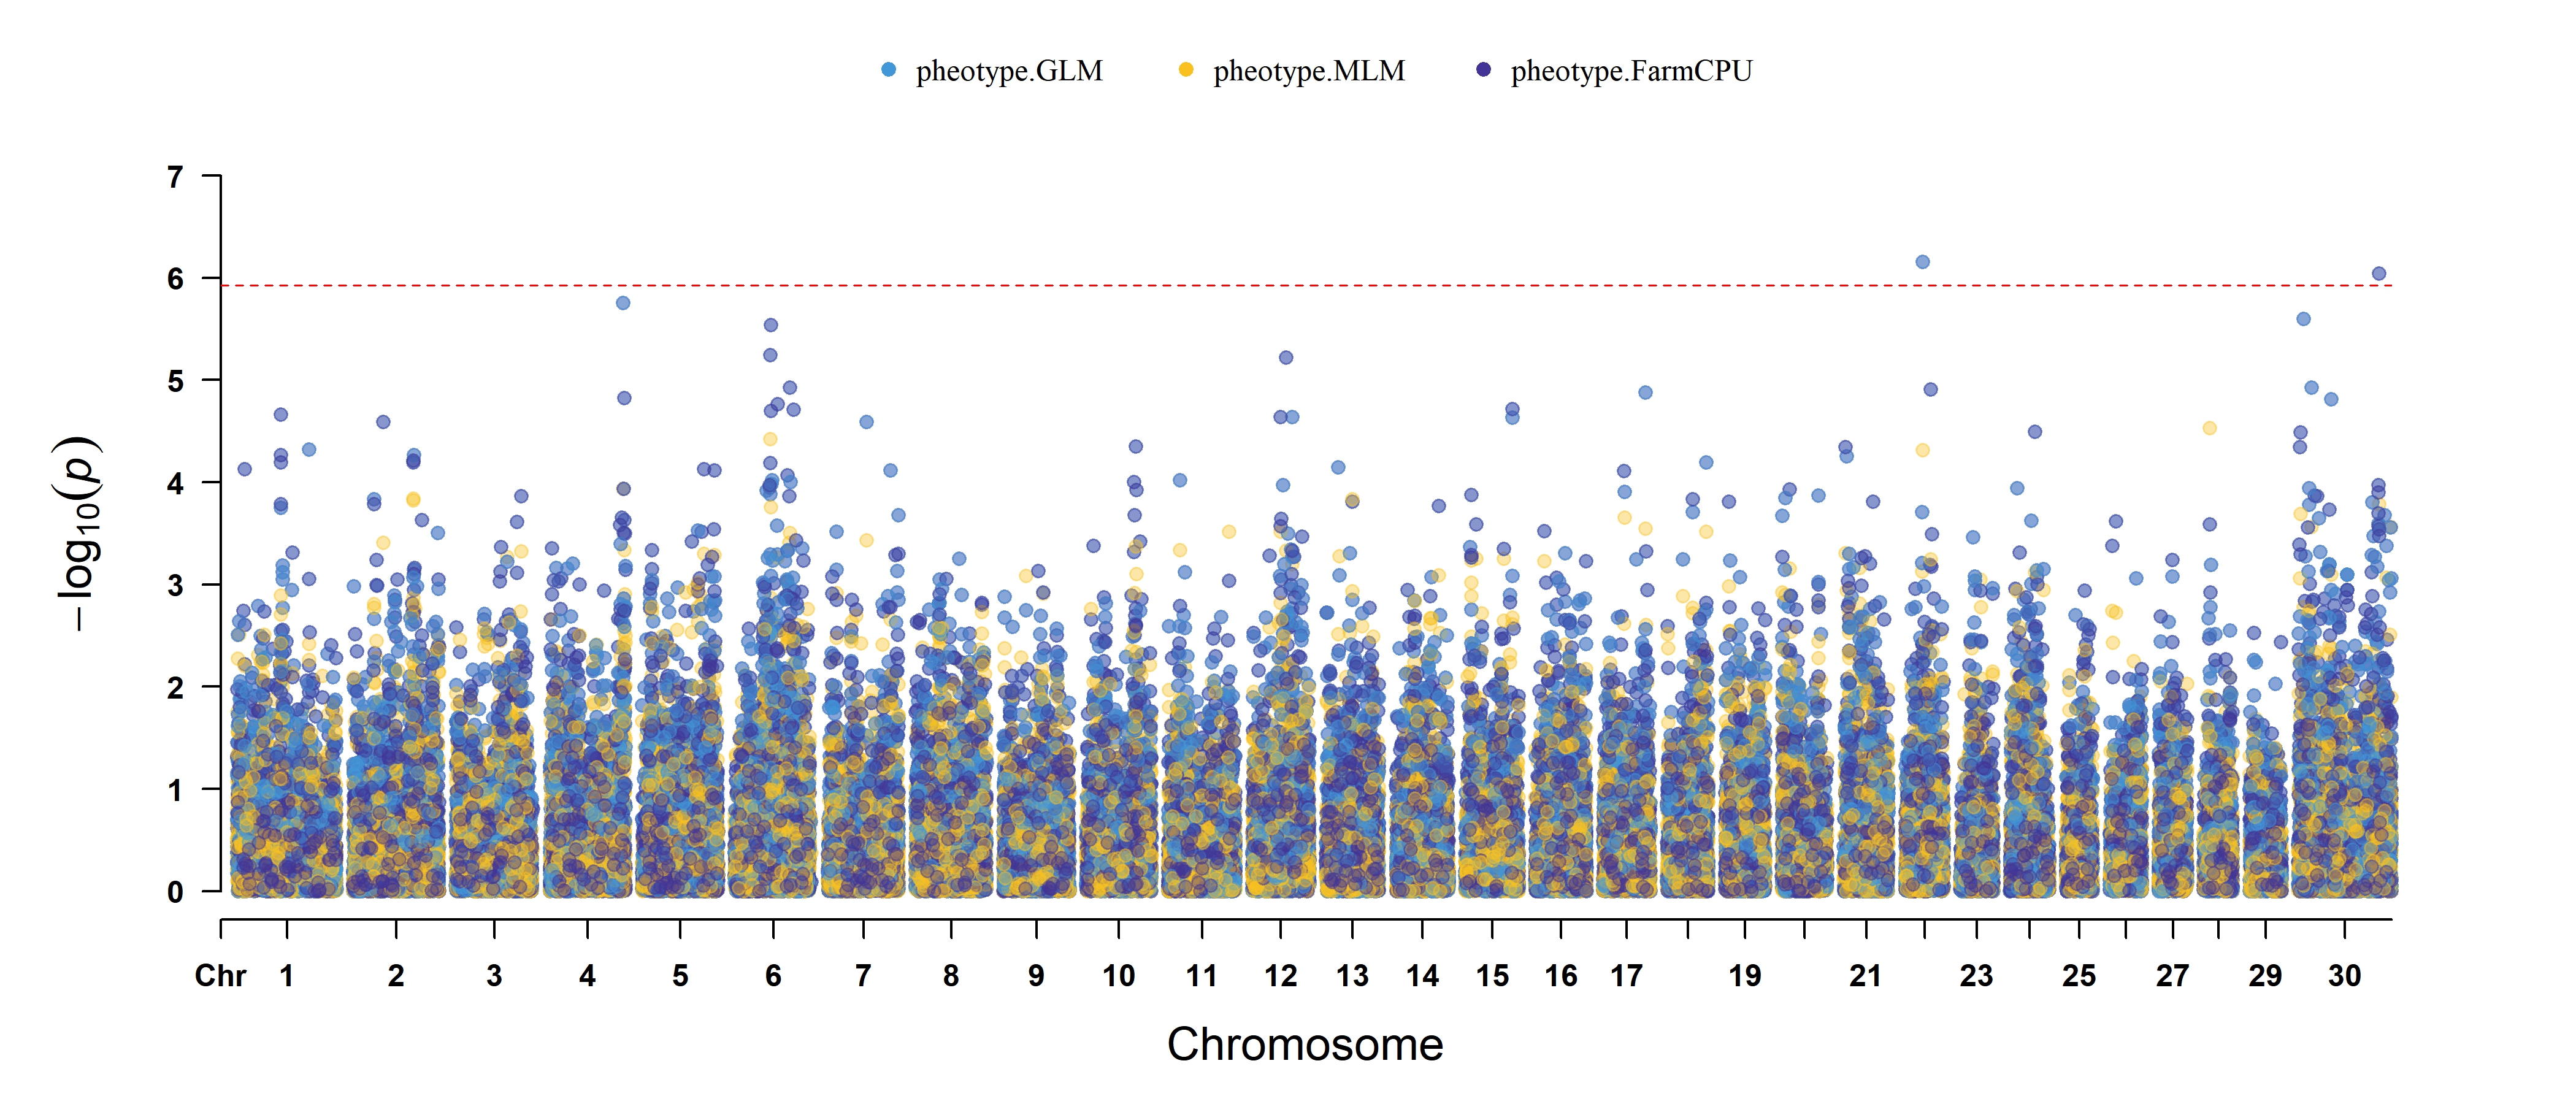 pheotype.GLM pheotype.MLM pheotype.FarmCPU
7
6
5
4
3
2
1
0
−log10(p)
Chr 1 2 3 4 5 6 7 8 9 10 11 12 13 14 15 16 17 19 21 23 25 27 29 30
Chromosome